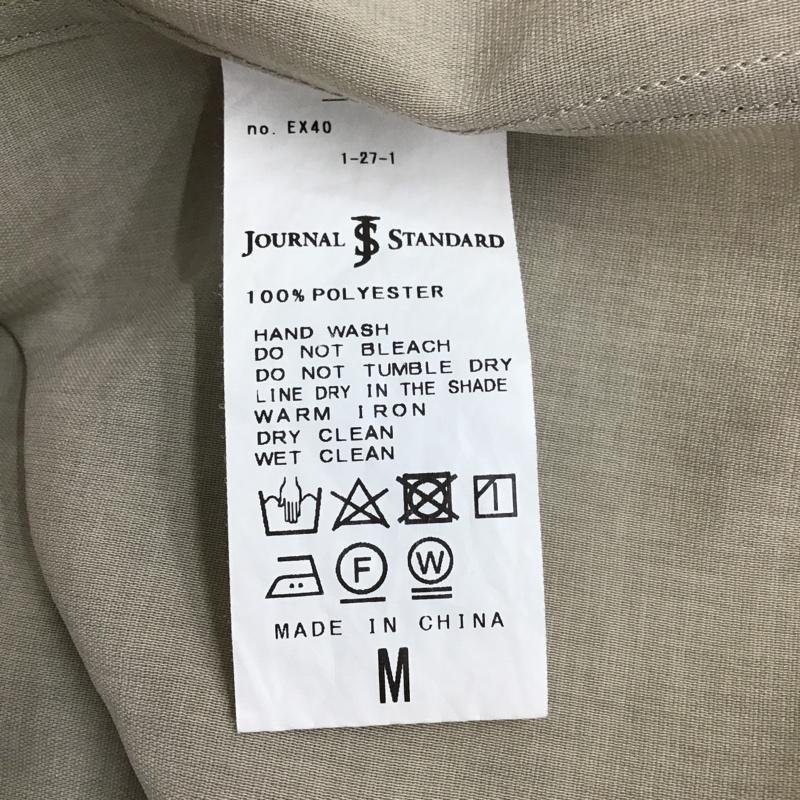 no. EX40
1-27-1
JOURNAL JS STANDARD
100% POLYESTER
HAND WASH
DO NOT BLEACH
DO NOT TUMBLE DRY
LINE DRY IN THE SHADE
WARM IRON
DRY CLEAN
WET CLEAN
F W
MADE IN CHINA
M